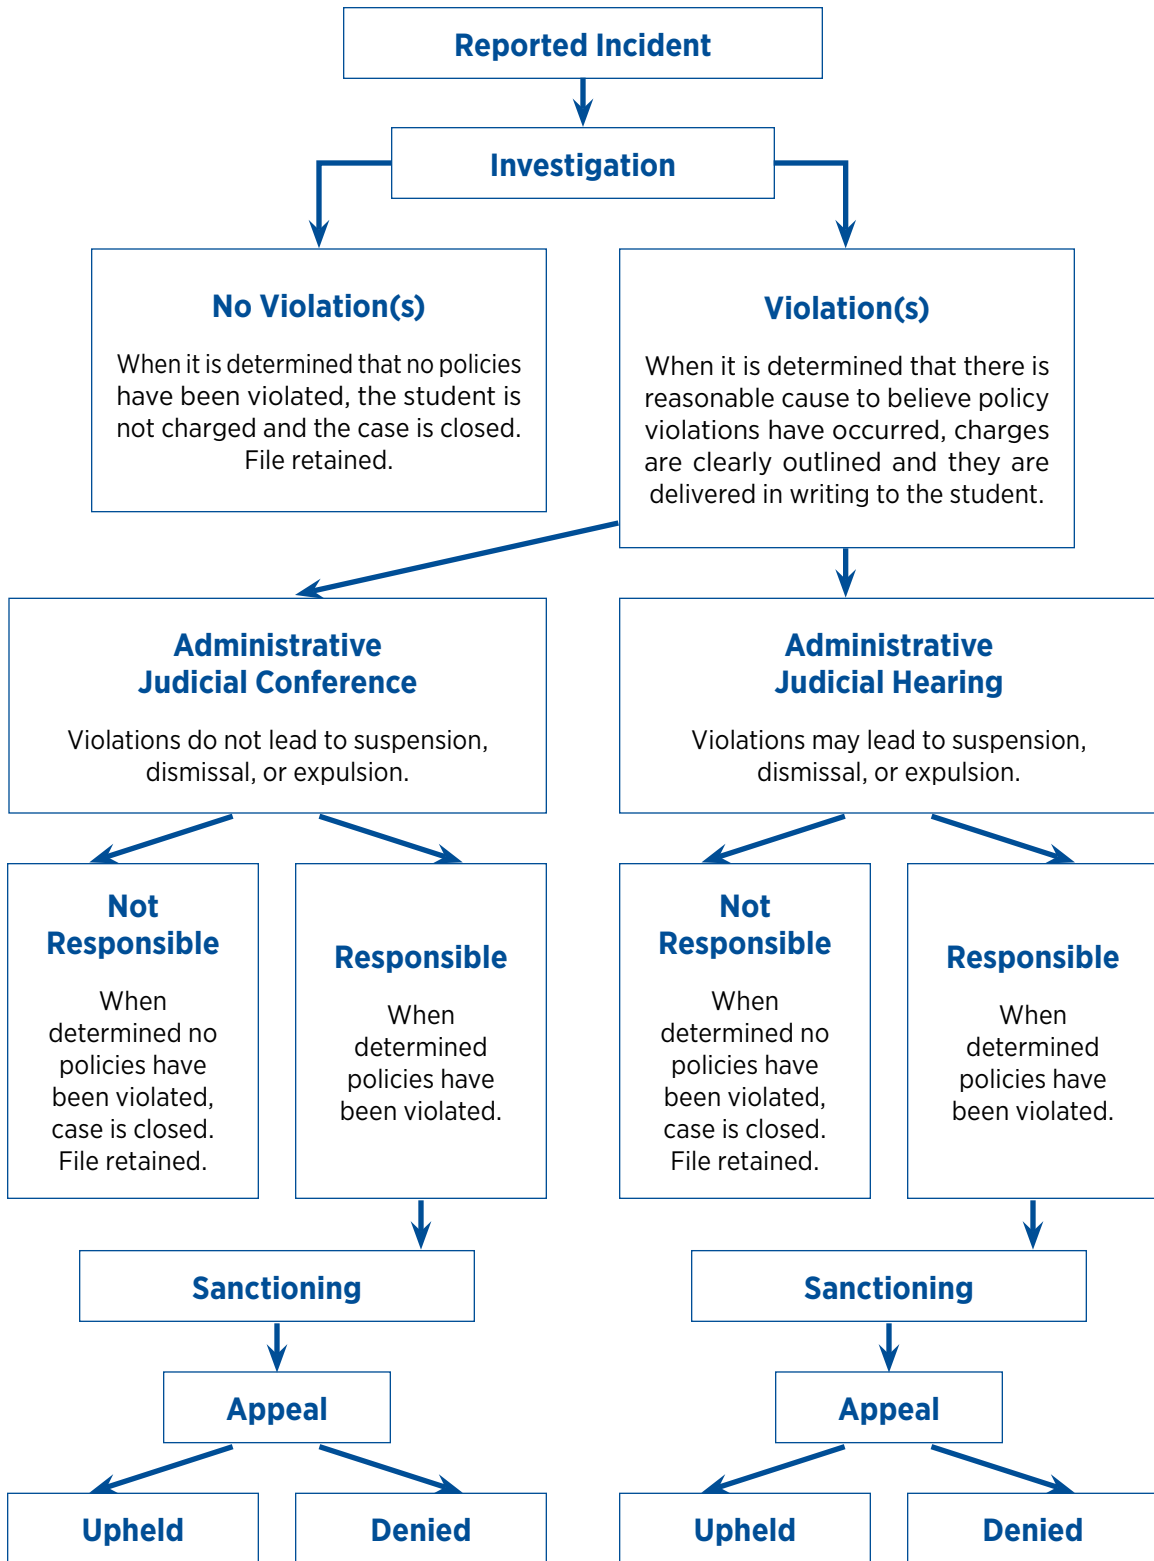 Reported Incident
Investigation
No Violation(s)
When it is determined that no policies
have been violated, the student is
not charged and the case is closed.
File retained.
Violation(s)
When it is determined that there is
reasonable cause to believe policy
violations have occurred, charges
are clearly outlined and they are
delivered in writing to the student.
Administrative
Judicial Conference
Violations do not lead to suspension,
dismissal, or expulsion.
Administrative
Judicial Hearing
Violations may lead to suspension,
dismissal, or expulsion.
Not
Responsible
When
determined no
policies have
been violated,
case is closed.
File retained.
Responsible
When
determined
policies have
been violated.
Not
Responsible
When
determined no
policies have
been violated,
case is closed.
File retained.
Responsible
When
determined
policies have
been violated.
Sanctioning
Sanctioning
Appeal
Appeal
Upheld
Denied
Upheld
Denied